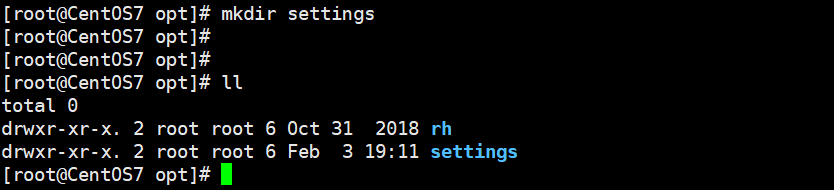 [root@CentOS7 opt]# mkdir settings
[root@CentOS7 opt]#
[root@CentOS7 opt]#
[root@CentOS7 opt]# ll
total 0
drwxr-xr-x. 2 root root 6 Oct 31  2018 rh
drwxr-xr-x. 2 root root 6 Feb  3 19:11 settings
[root@CentOS7 opt]#